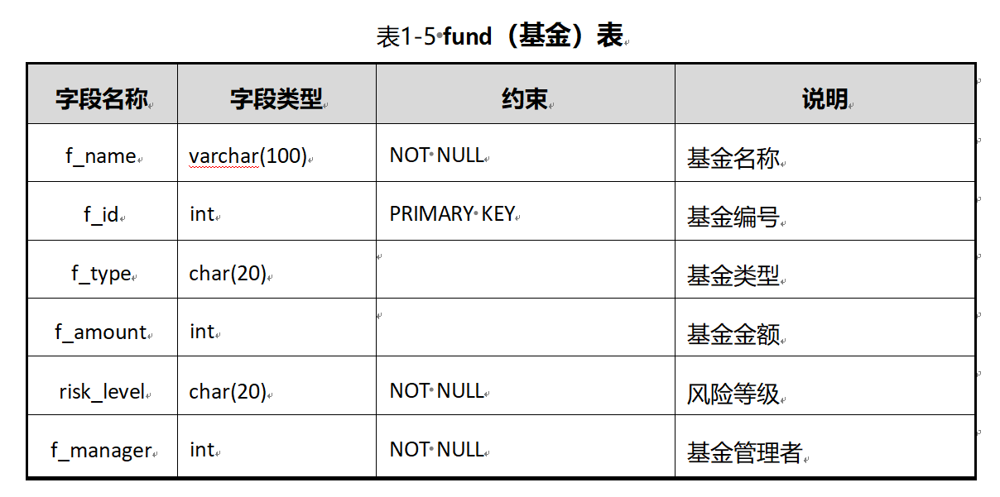 表1-5 fund（基金）表
字段名称 字段类型 约束 说明
f_name varchar(100) NOT NULL 基金名称
f_id int PRIMARY KEY 基金编号
f_type char(20) 基金类型
f_amount int 基金金额
risk_level char(20) NOT NULL 风险等级
f_manager int NOT NULL 基金管理者